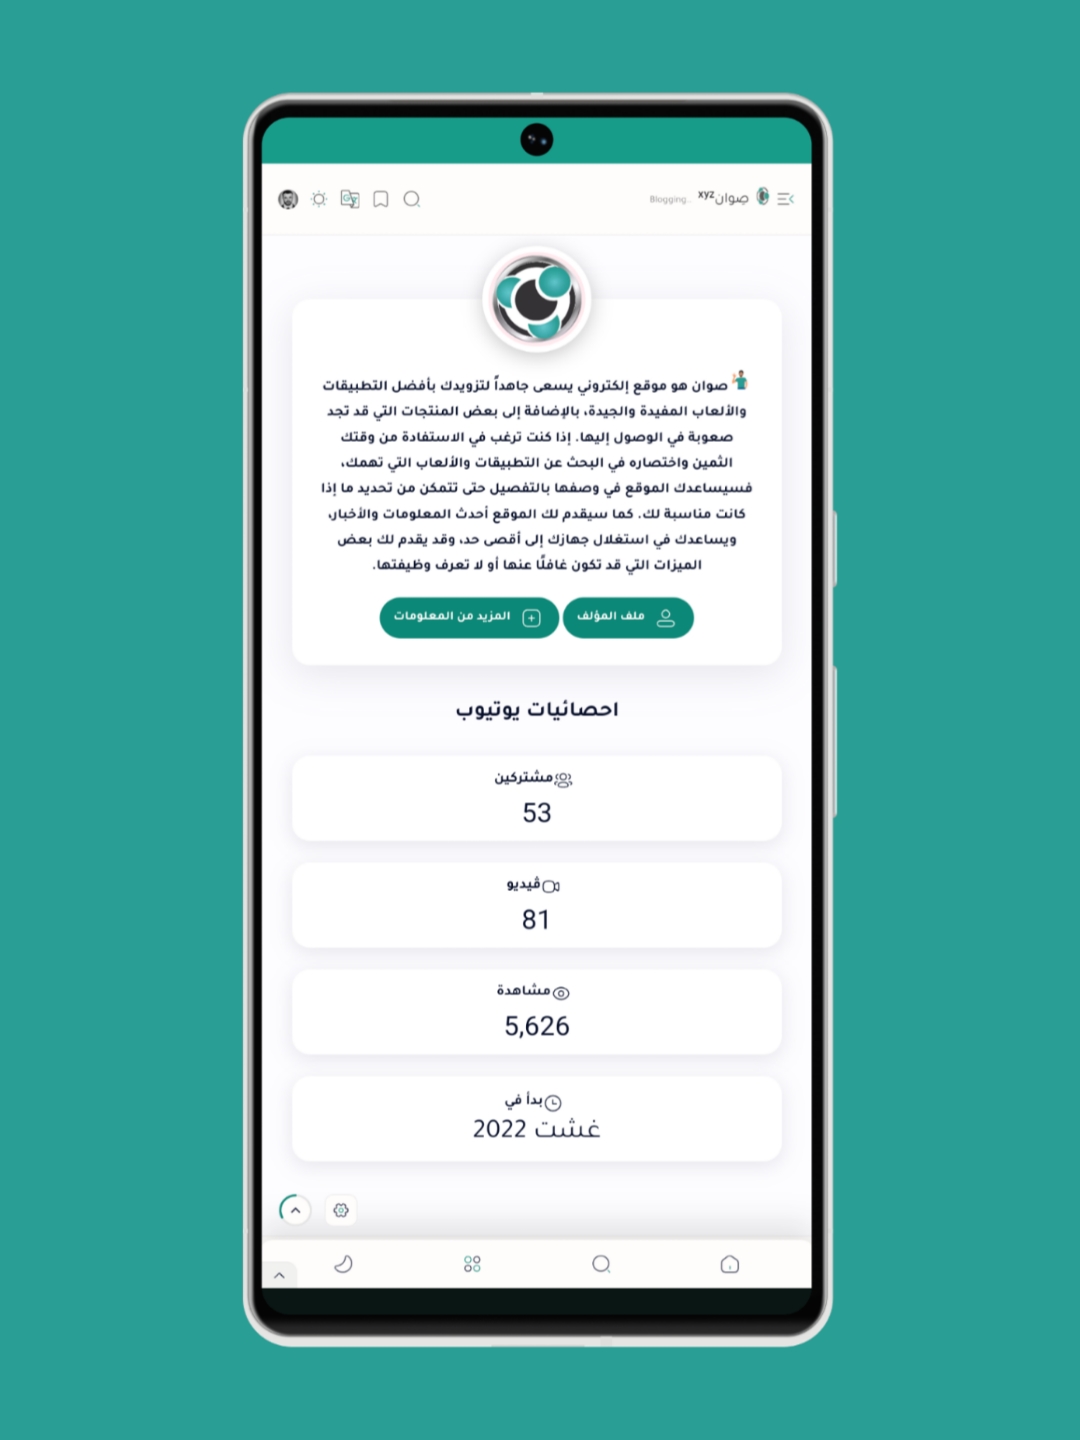 صوان xyz Blogging..
صوان هو موقع إلكتروني يسعى جاهداً لتزويدك بأفضل التطبيقات
والألعاب المفيدة والجيدة، بالإضافة إلى بعض المنتجات التي قد تجد
صعوبة في الوصول إليها. إذا كنت ترغب في الاستفادة من وقتك
الثمين واختصاره في البحث عن التطبيقات والألعاب التي تهمك،
فسيساعدك الموقع في وصفها بالتفصيل حتى تتمكن من تحديد ما إذا
كانت مناسبة لك. كما سيقدم لك الموقع أحدث المعلومات والأخبار،
ويساعدك في استغلال جهازك إلى أقصى حد، وقد يقدم لك بعض
الميزات التي قد تكون غافلًا عنها أو لا تعرف وظيفتها.
ملف المؤلف
المزيد من المعلومات
احصائيات يوتيوب
مشتركين
53
ڤيديو
81
مشاهدة
5,626
بدأ في
غشت 2022